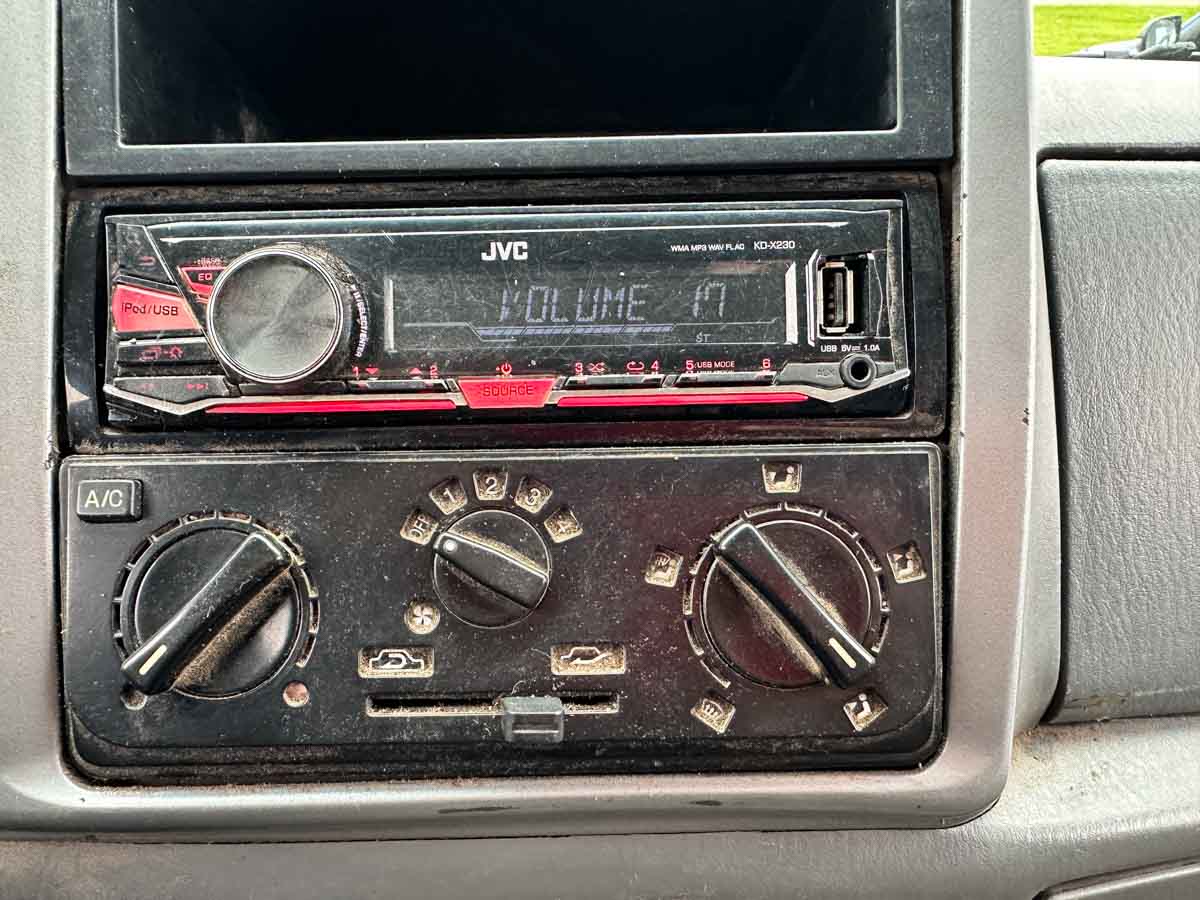 JVC
WMA MP3 WAV FLAC KD-X230
EQ
iPod/USB
VOLUME 17
ST
USB 5V⎓1.0A
1 2 3 4 5 USB MODE 6
SOURCE
AUX
A/C
OFF 1 2 3 4